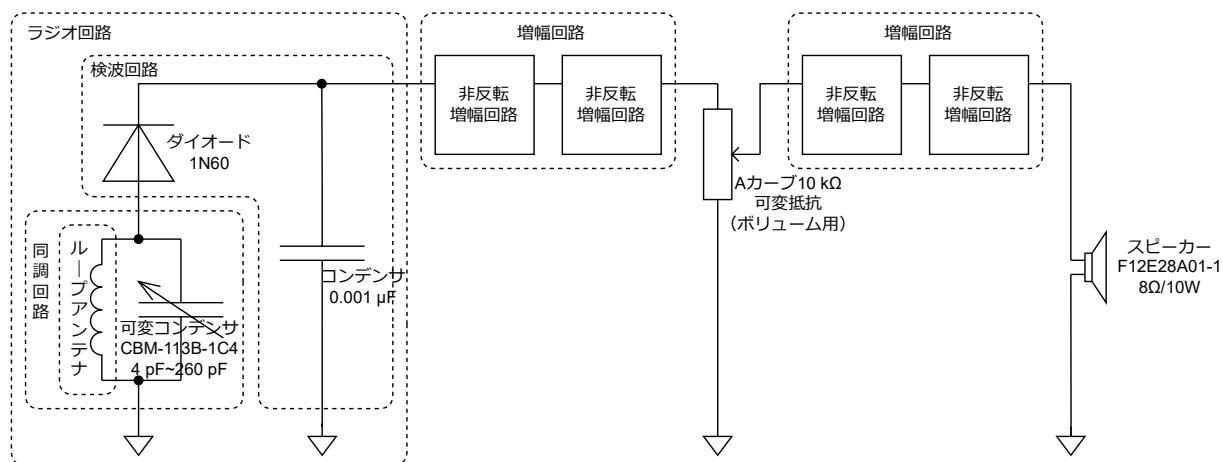 ラジオ回路
検波回路
ダイオード
1N60
同調回路
ループアンテナ
可変コンデンサ
CBM-113B-1C4
4 pF~260 pF
コンデンサ
0.001 μF
増幅回路
非反転
増幅回路
非反転
増幅回路
Aカーブ10 kΩ
可変抵抗
（ボリューム用）
増幅回路
非反転
増幅回路
非反転
増幅回路
スピーカー
F12E28A01-1
8Ω/10W